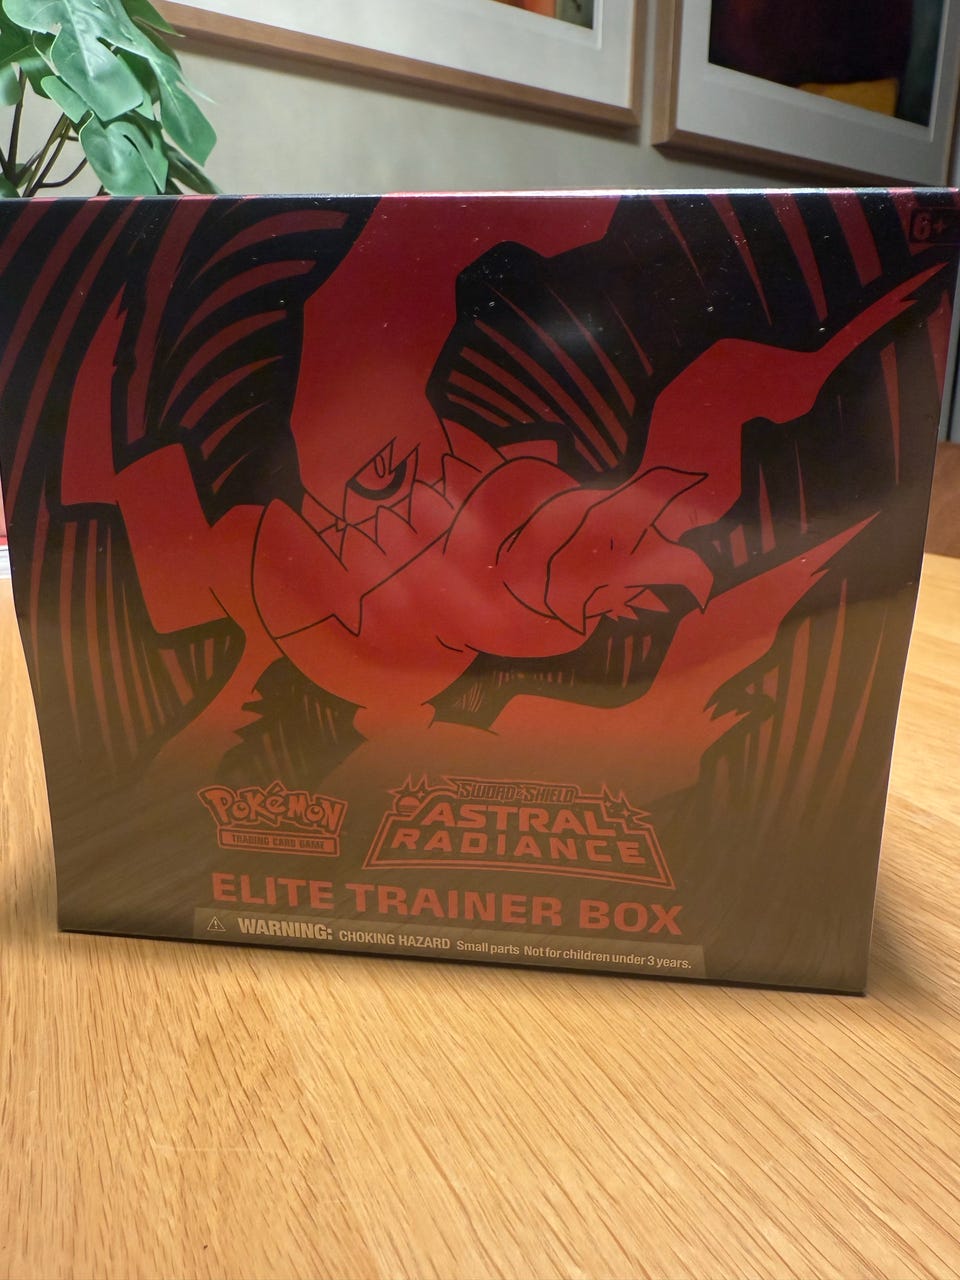 6+
POKéMON
TRADING CARD GAME
SWORD & SHIELD
ASTRAL
RADIANCE
ELITE TRAINER BOX
WARNING: CHOKING HAZARD Small parts Not for children under 3 years.